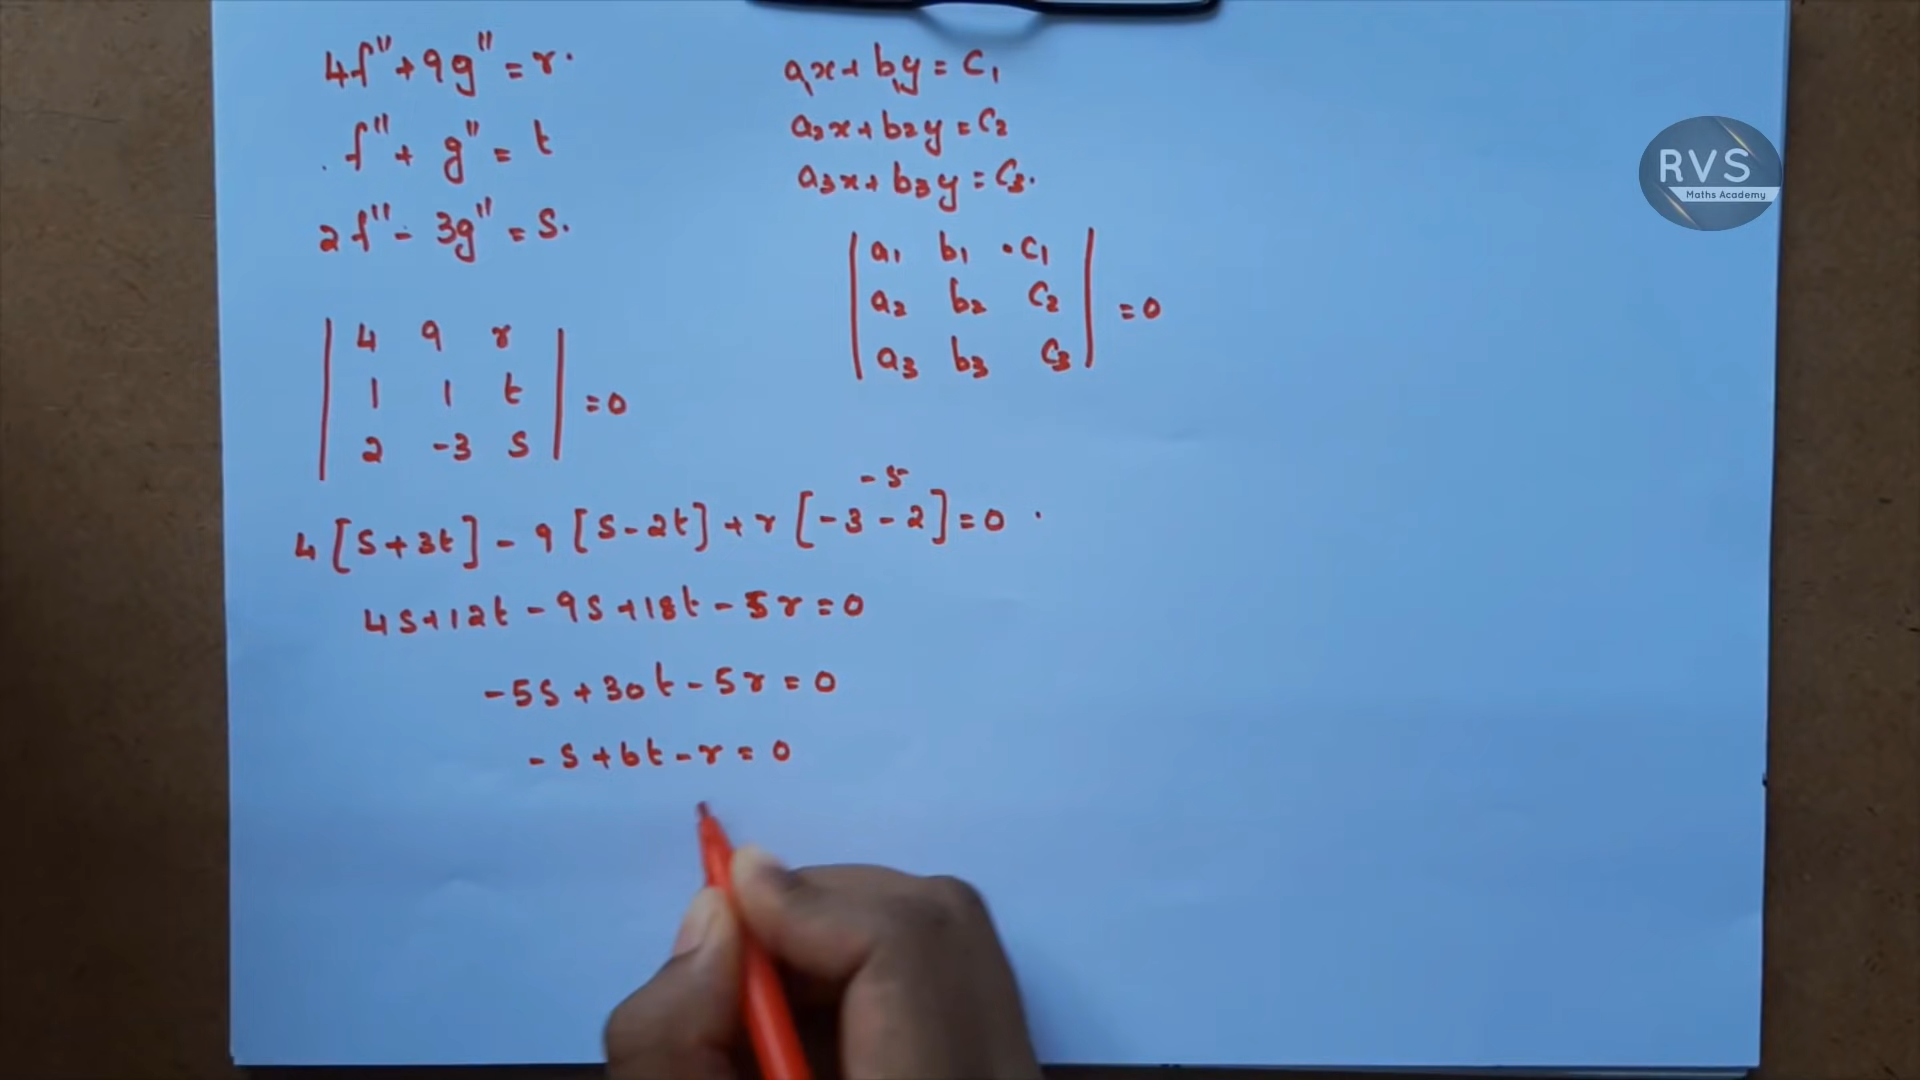 4f" + 9g" = r.
f" + g" = t
2f" - 3g" = s.
| 4 9 r |
| 1 1 t | = 0
| 2 -3 s |
a₁x + b₁y = c₁
a₂x + b₂y = c₂
a₃x + b₃y = c₃.
| a₁ b₁ c₁ |
| a₂ b₂ c₂ | = 0
| a₃ b₃ c₃ |
-5
4[s+3t] - 9[s-2t] + r[-3-2] = 0.
4s+12t - 9s+18t - 5r = 0
-5s + 30t - 5r = 0
-s + 6t - r = 0
RVS
Maths Academy